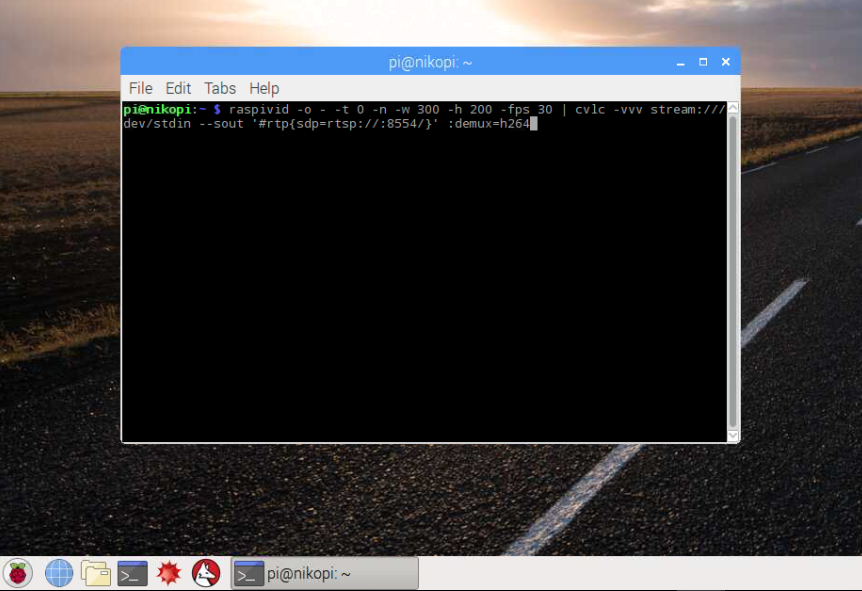 pi@nikopi: ~
File Edit Tabs Help
pi@nikopi:~ $ raspivid -o - -t 0 -n -w 300 -h 200 -fps 30 | cvlc -vvv stream:///
dev/stdin --sout '#rtp{sdp=rtsp://:8554/}' :demux=h264
>_
>_ pi@nikopi: ~